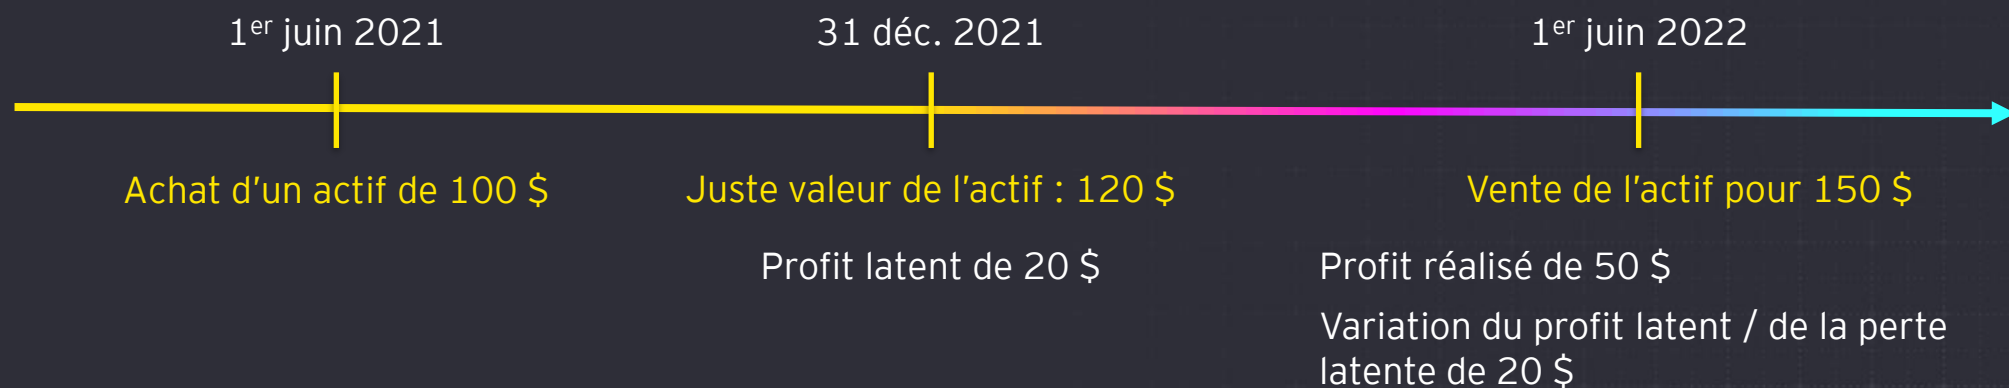 1er juin 2021
31 déc. 2021
1er juin 2022
Achat d’un actif de 100 $
Juste valeur de l’actif : 120 $
Vente de l’actif pour 150 $
Profit latent de 20 $
Profit réalisé de 50 $
Variation du profit latent / de la perte
latente de 20 $